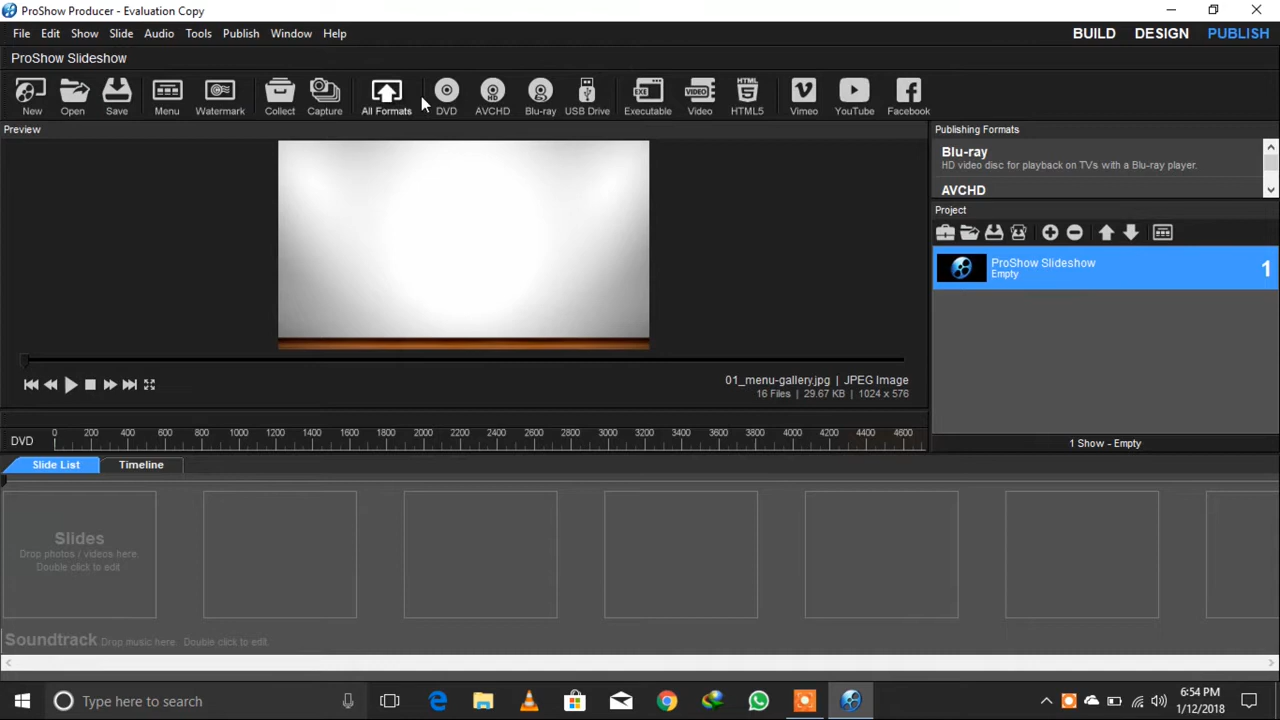 ProShow Producer - Evaluation Copy
File Edit Show Slide Audio Tools Publish Window Help
BUILD DESIGN PUBLISH
ProShow Slideshow
New Open Save Menu Watermark Collect Capture All Formats DVD AVCHD Blu-ray USB Drive Executable Video HTML5 Vimeo YouTube Facebook
EXE VIDEO HTML
Preview
Publishing Formats
Blu-ray
HD video disc for playback on TVs with a Blu-ray player.
AVCHD
Project
ProShow Slideshow
Empty
1
01_menu-gallery.jpg | JPEG Image
16 Files | 29.67 KB | 1024 x 576
DVD 0 200 400 600 800 1000 1200 1400 1600 1800 2000 2200 2400 2600 2800 3000 3200 3400 3600 3800 4000 4200 4400 4600
1 Show - Empty
Slide List Timeline
Slides
Drop photos / videos here.
Double click to edit
Soundtrack Drop music here. Double click to edit.
Type here to search
6:54 PM
1/12/2018